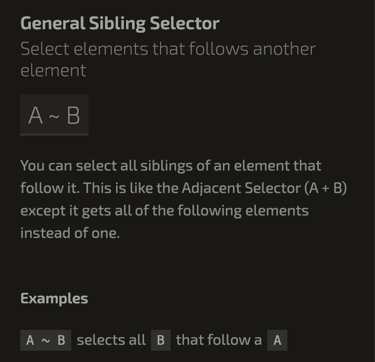 General Sibling Selector
Select elements that follows another
element
A ~ B
You can select all siblings of an element that
follow it. This is like the Adjacent Selector (A + B)
except it gets all of the following elements
instead of one.
Examples
A ~ B selects all B that follow a A